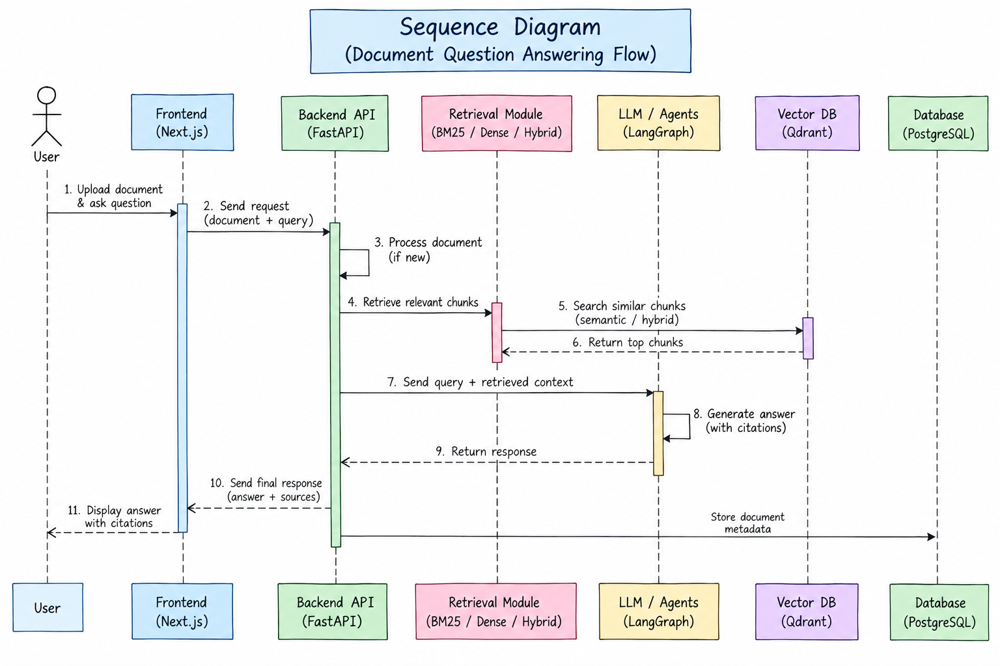 Sequence Diagram
(Document Question Answering Flow)
User
Frontend
(Next.js)
Backend API
(FastAPI)
Retrieval Module
(BM25 / Dense / Hybrid)
LLM / Agents
(LangGraph)
Vector DB
(Qdrant)
Database
(PostgreSQL)
1. Upload document
& ask question
2. Send request
(document + query)
3. Process document
(if new)
4. Retrieve relevant chunks
5. Search similar chunks
(semantic / hybrid)
6. Return top chunks
7. Send query + retrieved context
8. Generate answer
(with citations)
9. Return response
10. Send final response
(answer + sources)
11. Display answer
with citations
Store document
metadata
User
Frontend
(Next.js)
Backend API
(FastAPI)
Retrieval Module
(BM25 / Dense / Hybrid)
LLM / Agents
(LangGraph)
Vector DB
(Qdrant)
Database
(PostgreSQL)